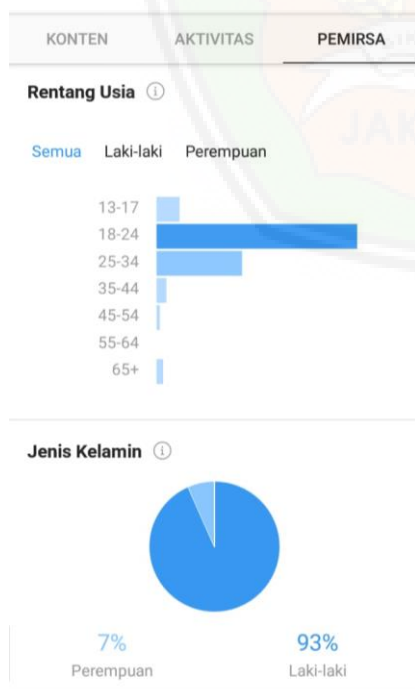 KONTEN AKTIVITAS PEMIRSA
Rentang Usia
Semua Laki-laki Perempuan
13-17
18-24
25-34
35-44
45-54
55-64
65+
Jenis Kelamin
7% 93%
Perempuan Laki-laki